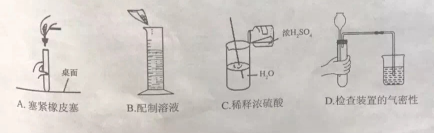 浓H₂SO₄
桌面
H₂O
A. 塞紧橡皮塞
B.配制溶液
C.稀释浓硫酸
D.检查装置的气密性